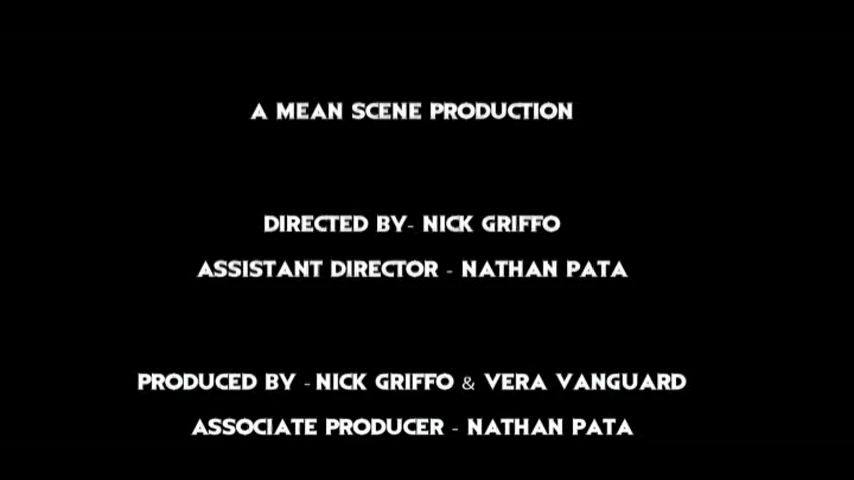 A MEAN SCENE PRODUCTION
DIRECTED BY- NICK GRIFFO
ASSISTANT DIRECTOR - NATHAN PATA
PRODUCED BY - NICK GRIFFO & VERA VANGUARD
ASSOCIATE PRODUCER - NATHAN PATA